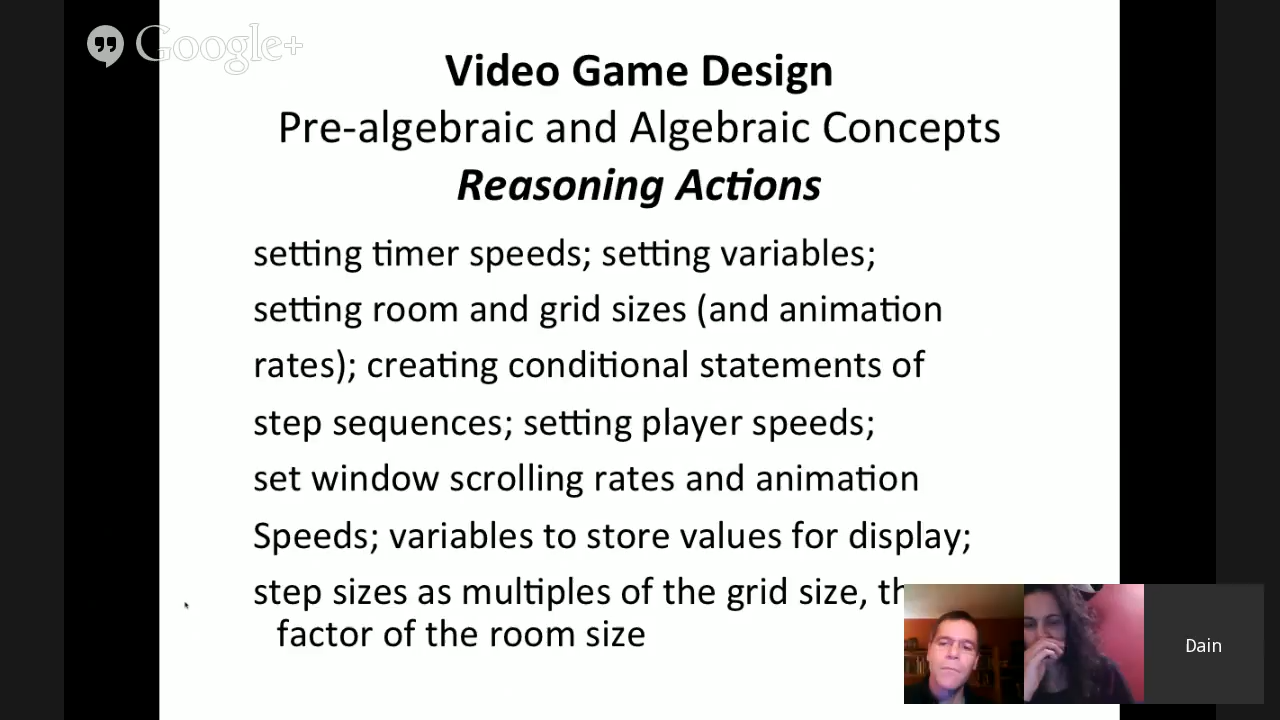 Google+
Video Game Design
Pre-algebraic and Algebraic Concepts
Reasoning Actions
setting timer speeds; setting variables;
setting room and grid sizes (and animation
rates); creating conditional statements of
step sequences; setting player speeds;
set window scrolling rates and animation
Speeds; variables to store values for display;
step sizes as multiples of the grid size,
factor of the room size
Dain